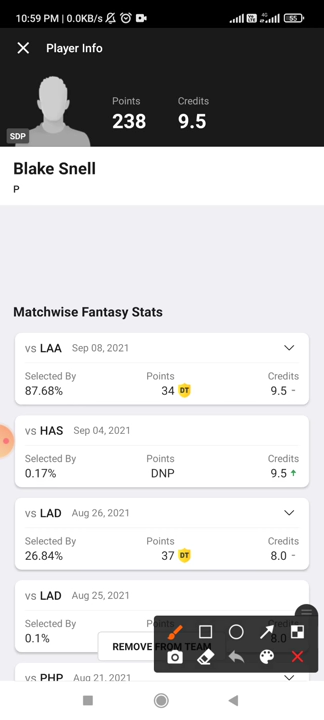 10:59 PM | 0.0KB/s
4G
55
Player Info
Points
Credits
238
9.5
SDP
Blake Snell
P
Matchwise Fantasy Stats
vs LAA Sep 08, 2021
Selected By Points Credits
87.68% 34 DT 9.5 -
vs HAS Sep 04, 2021
Selected By Points Credits
0.17% DNP 9.5
vs LAD Aug 26, 2021
Selected By Points Credits
26.84% 37 DT 8.0 -
vs LAD Aug 25, 2021
Selected By
0.1% 8.0
REMOVE FROM TEAM
vs PHP Aug 21, 2021